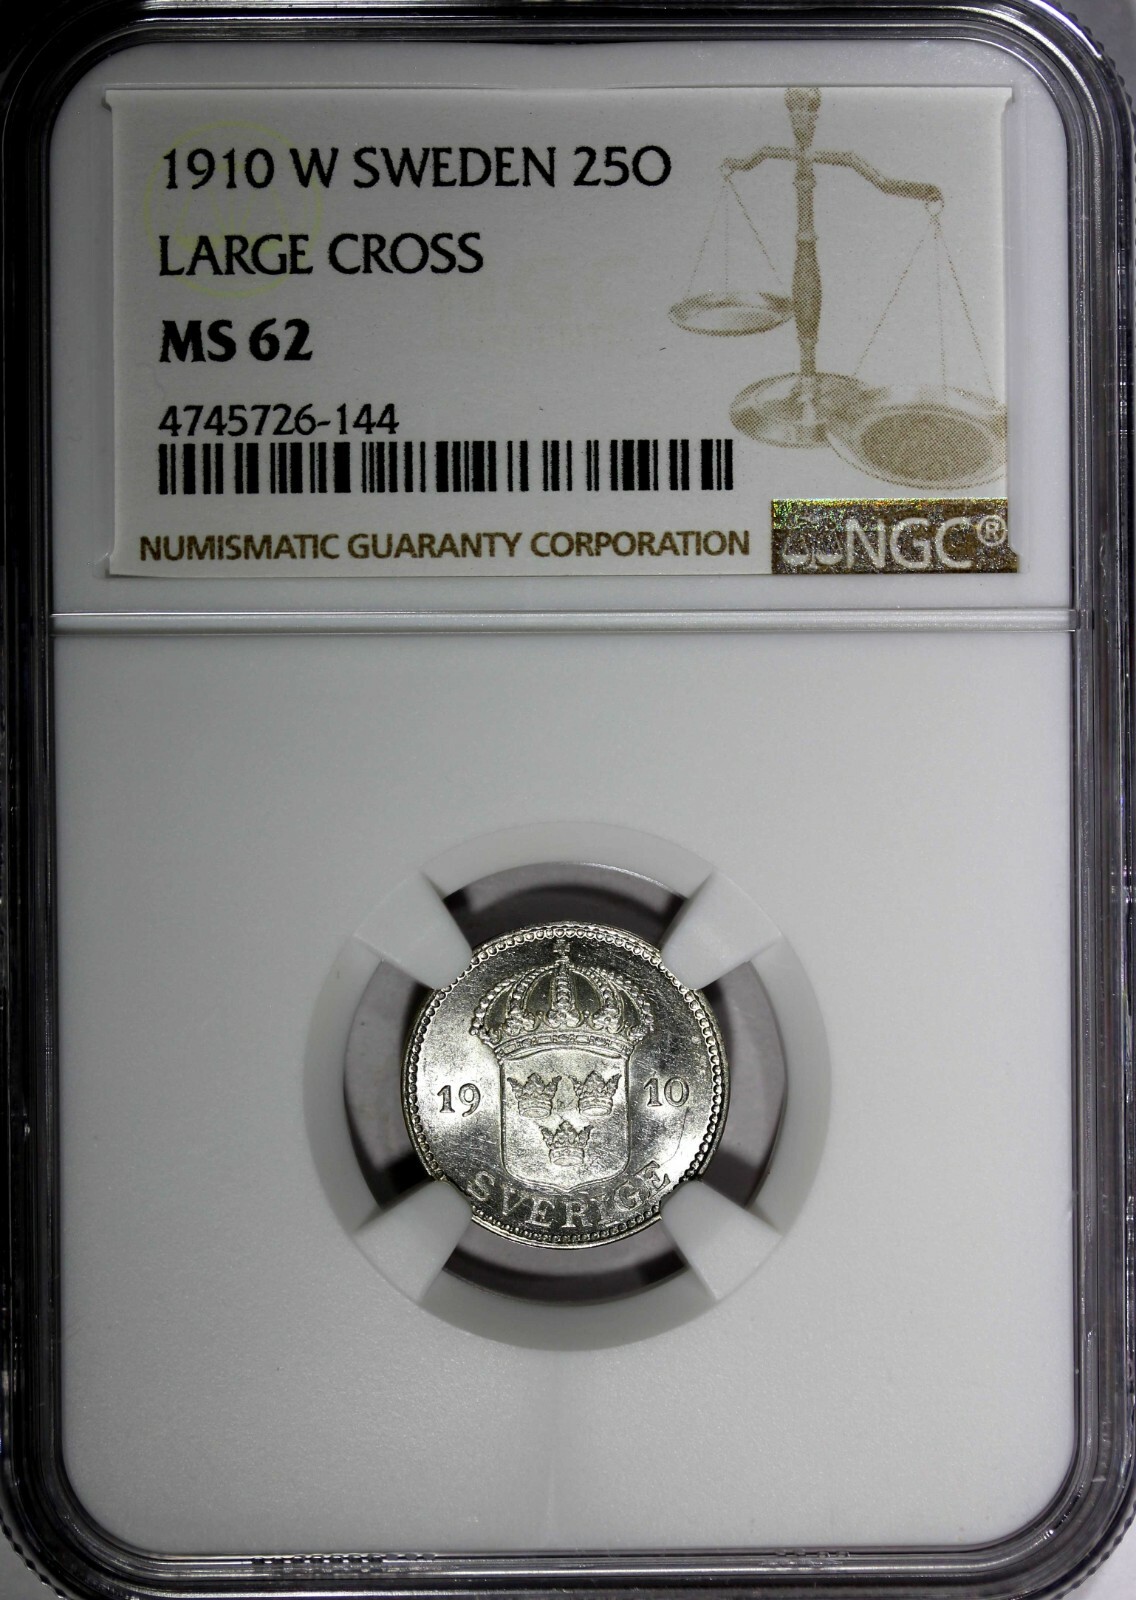 1910 W SWEDEN 25O
LARGE CROSS
MS 62
4745726-144
NUMISMATIC GUARANTY CORPORATION
NGC®
19 10
SVERIGE